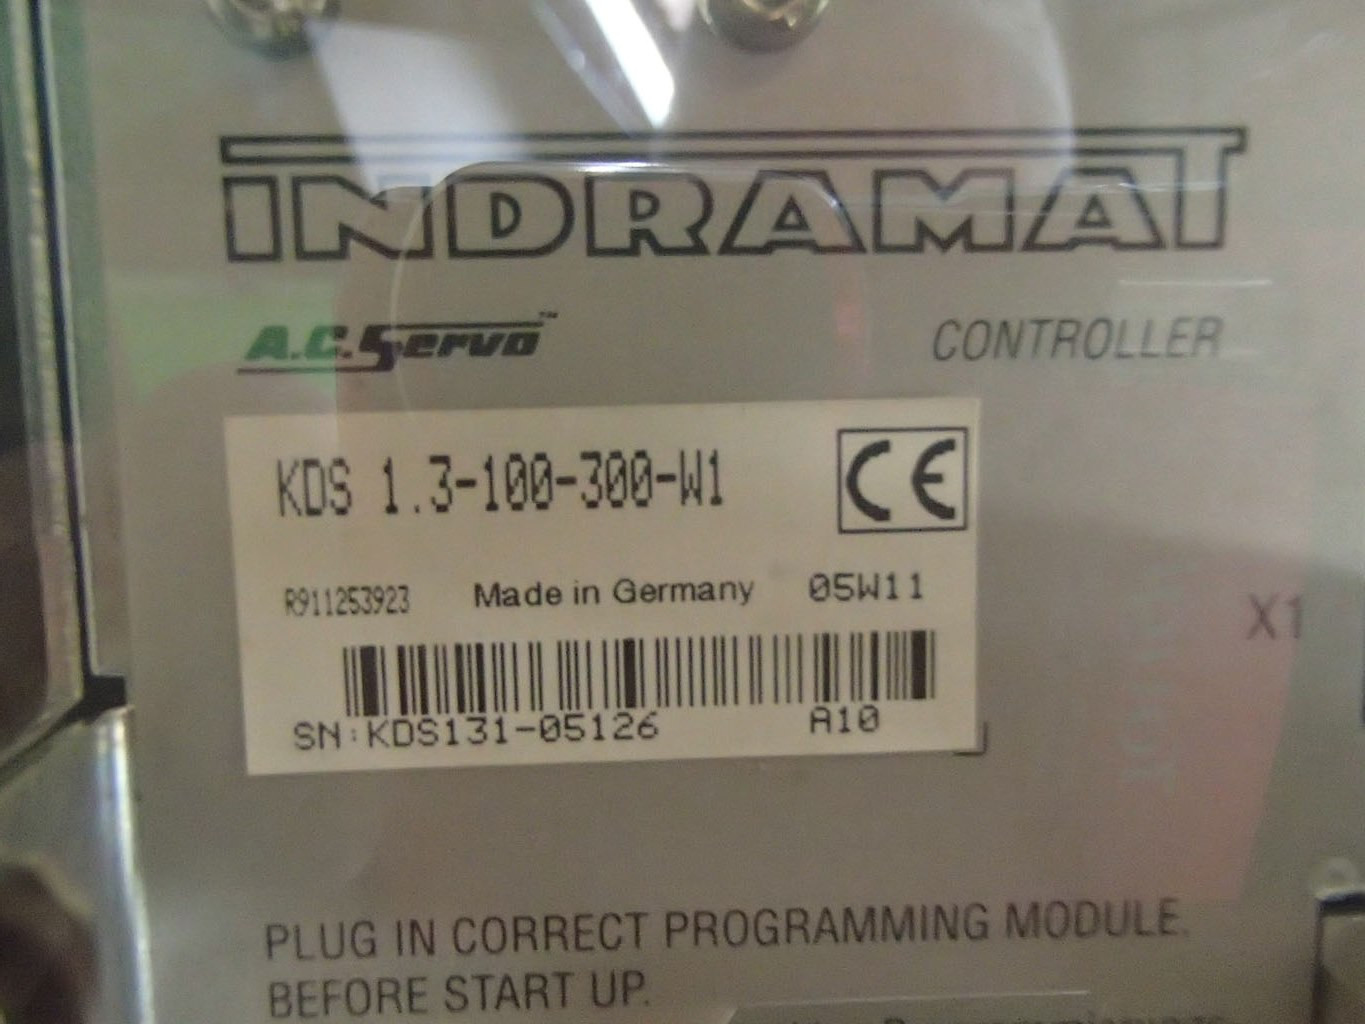 INDRAMAT
A.C. Servo™ CONTROLLER
KDS 1.3-100-300-W1 CE
R911253923 Made in Germany 05W11
X1
SN:KDS131-05126 A10
PLUG IN CORRECT PROGRAMMING MODULE
BEFORE START UP.